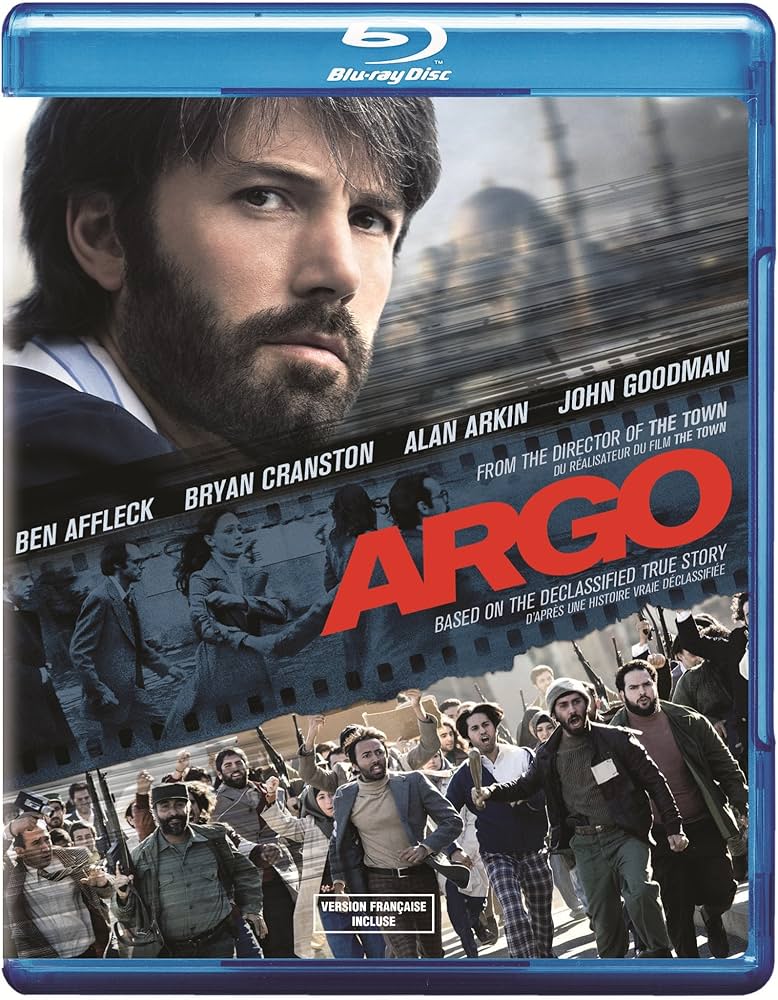 Blu-ray Disc™
BEN AFFLECK BRYAN CRANSTON ALAN ARKIN JOHN GOODMAN
FROM THE DIRECTOR OF THE TOWN
DU RÉALISATEUR DU FILM THE TOWN
ARGO
BASED ON THE DECLASSIFIED TRUE STORY
D'APRÈS UNE HISTOIRE VRAIE DÉCLASSIFIÉE
VERSION FRANÇAISE
INCLUSE